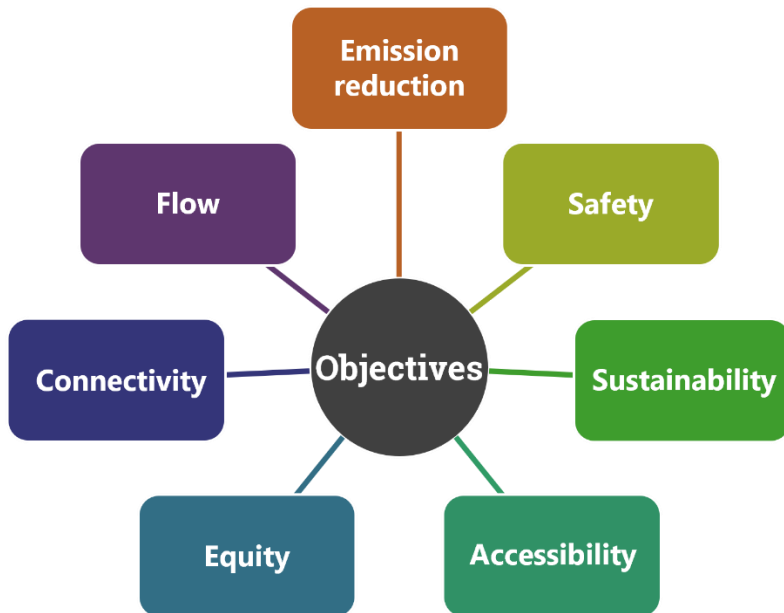 Emission
reduction
Flow
Safety
Objectives
Connectivity
Sustainability
Equity
Accessibility